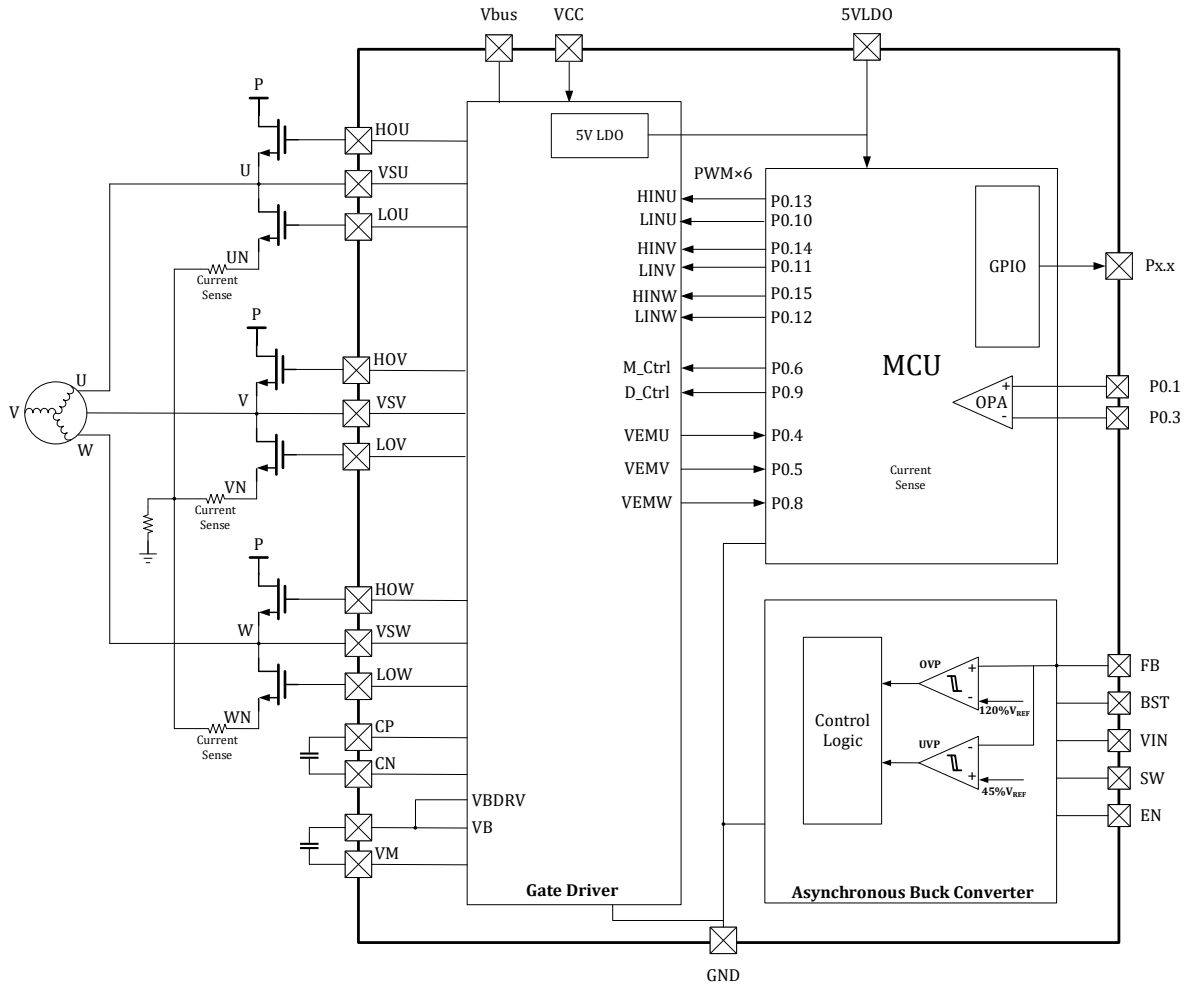 Vbus
VCC
5VLDO
P
HOU
5V LDO
U
VSU
PWM×6
LOU
HINU
P0.13
LINU
P0.10
UN
Current
Sense
HINV
P0.14
LINV
P0.11
HINW
P0.15
LINW
P0.12
GPIO
Px.x
P
HOV
M_Ctrl
P0.6
MCU
D_Ctrl
P0.9
+
OPA
-
P0.1
P0.3
U
V
W
V
VSV
LOV
VEMU
P0.4
VEMV
P0.5
VEMW
P0.8
Current
Sense
VN
Current
Sense
P
HOW
W
VSW
LOW
WN
Current
Sense
CP
CN
VBDRV
VB
VM
Gate Driver
Control
Logic
OVP
+
-
120%VREF
UVP
-
+
45%VREF
FB
BST
VIN
SW
EN
Asynchronous Buck Converter
GND